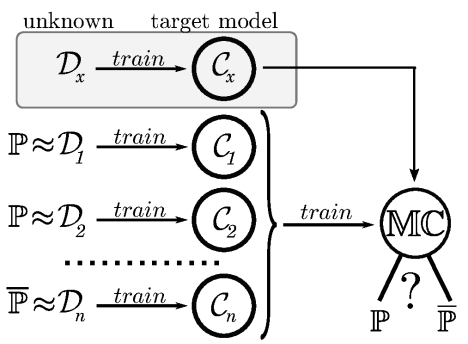 unknown target model
𝒟ₓ train 𝒞ₓ
ℙ≈𝒟₁ train 𝒞₁
ℙ≈𝒟₂ train 𝒞₂
train 𝕄ℂ
ℙ̅≈𝒟ₙ train 𝒞ₙ
ℙ ? ℙ̅